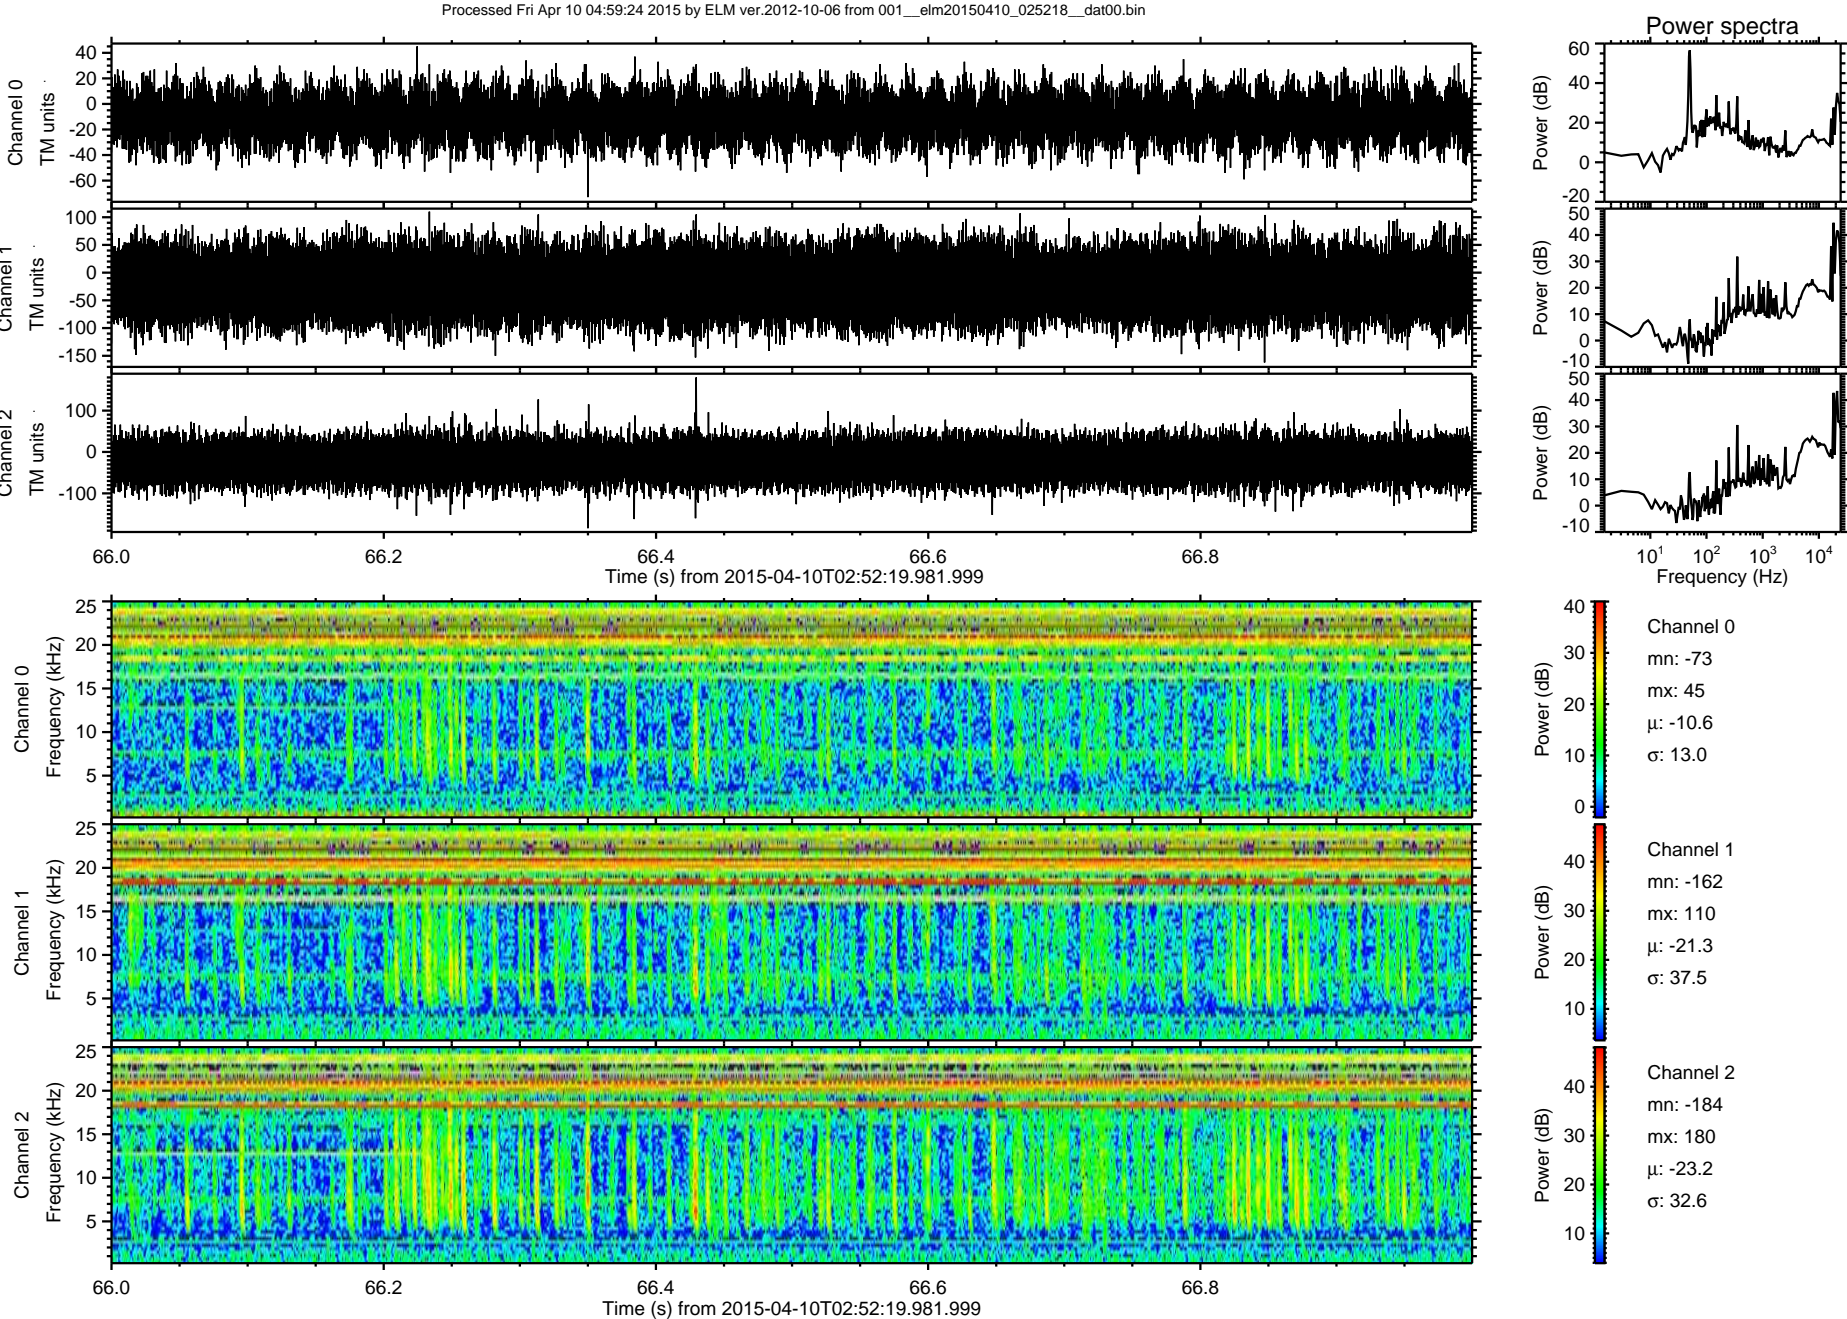 Processed Fri Apr 10 04:59:24 2015 by ELM ver.2012-10-06 from 001__elm20150410_025218__dat00.bin
Power spectra
Channel 0
TM units
40
20
0
-20
-40
-60
Power (dB)
60
40
20
0
-20
Channel 1
TM units
100
50
0
-50
-100
-150
Power (dB)
50
40
30
20
10
0
-10
Channel 2
TM units
100
0
-100
Power (dB)
50
40
30
20
10
0
-10
66.0 66.2 66.4 66.6 66.8
Time (s) from 2015-04-10T02:52:19.981.999
10¹ 10² 10³ 10⁴
Frequency (Hz)
Channel 0
Frequency (kHz)
25
20
15
10
5
Power (dB)
40
30
20
10
0
Channel 0
mn: -73
mx: 45
μ: -10.6
σ: 13.0
Channel 1
Frequency (kHz)
25
20
15
10
5
Power (dB)
40
30
20
10
Channel 1
mn: -162
mx: 110
μ: -21.3
σ: 37.5
Channel 2
Frequency (kHz)
25
20
15
10
5
Power (dB)
40
30
20
10
Channel 2
mn: -184
mx: 180
μ: -23.2
σ: 32.6
66.0 66.2 66.4 66.6 66.8
Time (s) from 2015-04-10T02:52:19.981.999